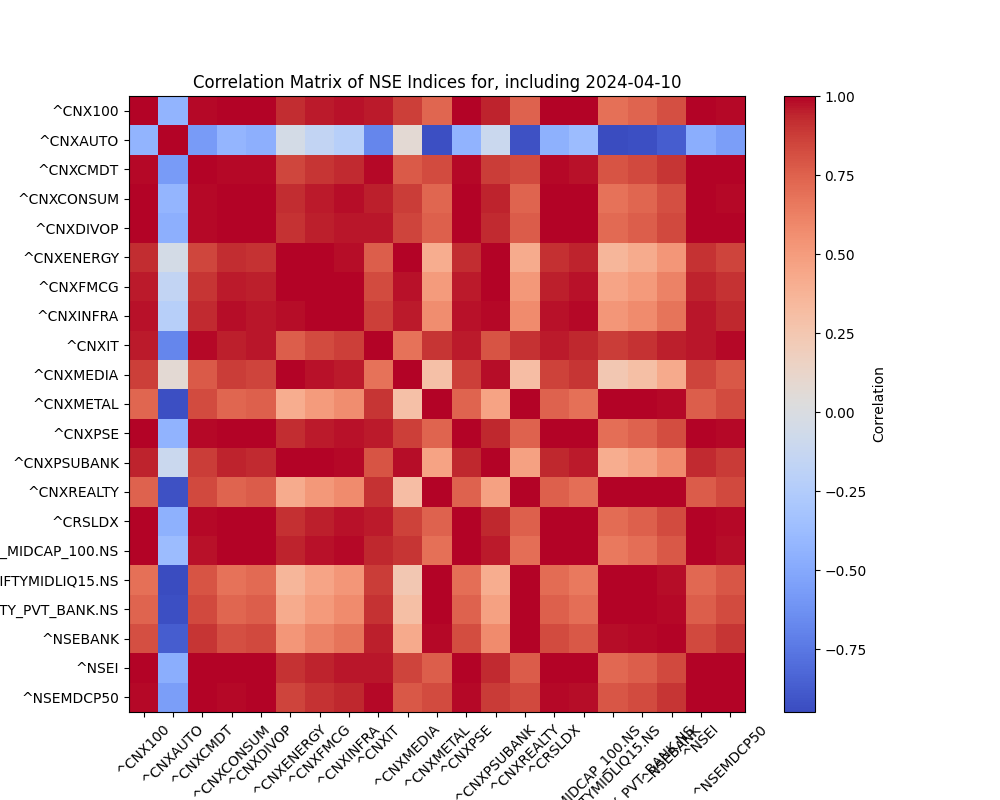 Correlation Matrix of NSE Indices for, including 2024-04-10
^CNX100
^CNXAUTO
^CNXCMDT
^CNXCONSUM
^CNXDIVOP
^CNXENERGY
^CNXFMCG
^CNXINFRA
^CNXIT
^CNXMEDIA
^CNXMETAL
^CNXPSE
^CNXPSUBANK
^CNXREALTY
^CRSLDX
_MIDCAP_100.NS
IFTYMIDLIQ15.NS
TY_PVT_BANK.NS
^NSEBANK
^NSEI
^NSEMDCP50
^CNX100
^CNXAUTO
^CNXCMDT
^CNXCONSUM
^CNXDIVOP
^CNXENERGY
^CNXFMCG
^CNXINFRA
^CNXIT
^CNXMEDIA
^CNXMETAL
^CNXPSE
^CNXPSUBANK
^CNXREALTY
^CRSLDX
MIDCAP_100.NS
TYMIDLIQ15.NS
PVT_BANK.NS
^NSEBANK
^NSEI
^NSEMDCP50
1.00
0.75
0.50
0.25
0.00
−0.25
−0.50
−0.75
Correlation